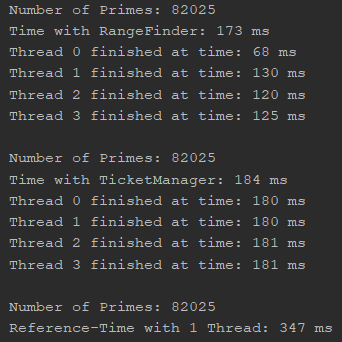 Number of Primes: 82025
Time with RangeFinder: 173 ms
Thread 0 finished at time: 68 ms
Thread 1 finished at time: 130 ms
Thread 2 finished at time: 120 ms
Thread 3 finished at time: 125 ms
Number of Primes: 82025
Time with TicketManager: 184 ms
Thread 0 finished at time: 180 ms
Thread 1 finished at time: 180 ms
Thread 2 finished at time: 181 ms
Thread 3 finished at time: 181 ms
Number of Primes: 82025
Reference-Time with 1 Thread: 347 ms